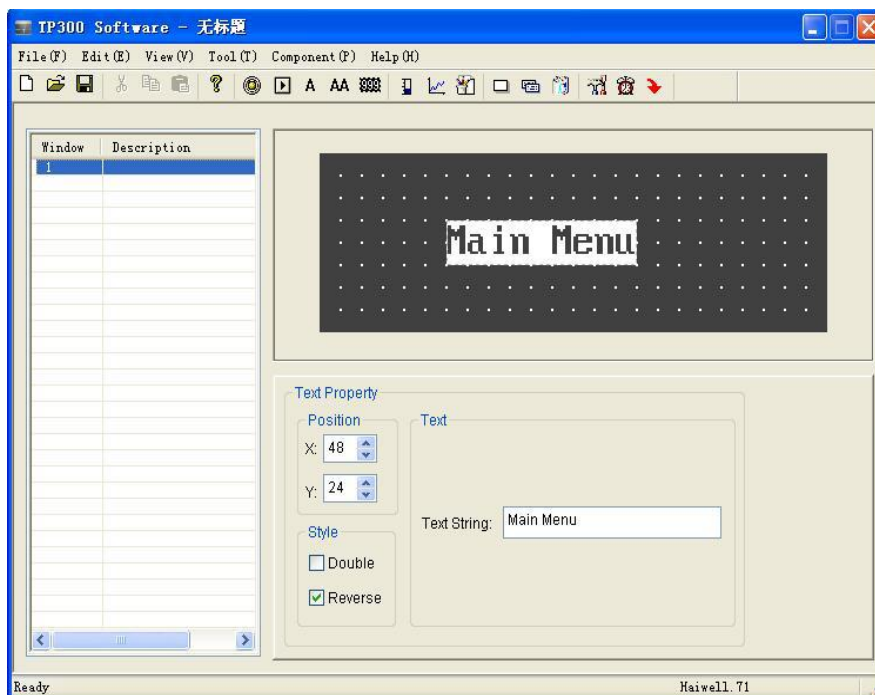 TP300 Software - 无标题
File(F) Edit(E) View(V) Tool(T) Component(P) Help(H)
A AA
Window Description
1
Main Menu
Text Property
Position
X: 48
Y: 24
Text
Text String: Main Menu
Style
Double
Reverse
Ready Haiwell.71